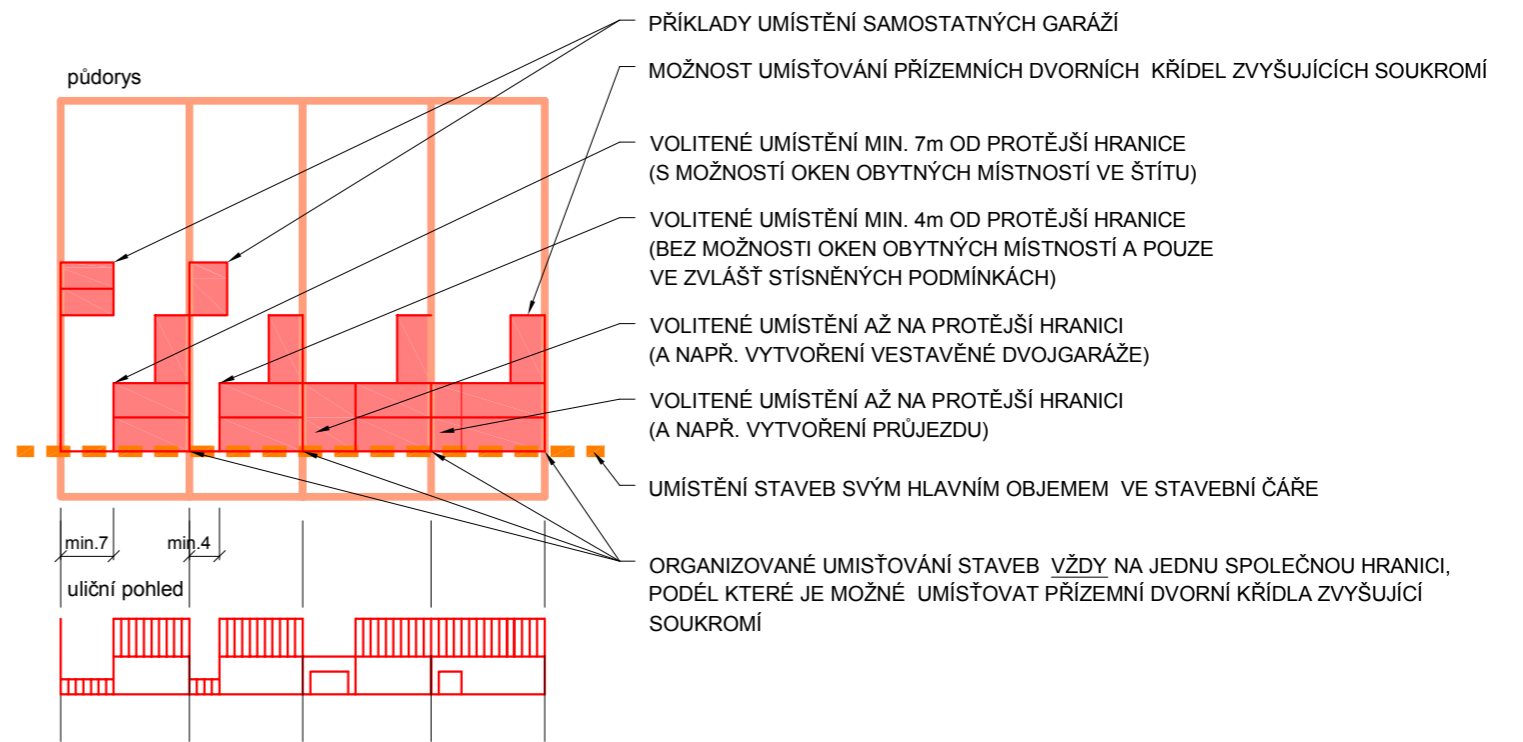 půdorys
PŘÍKLADY UMÍSTĚNÍ SAMOSTATNÝCH GARÁŽÍ
MOŽNOST UMÍSŤOVÁNÍ PŘÍZEMNÍCH DVORNÍCH KŘÍDEL ZVYŠUJÍCÍCH SOUKROMÍ
VOLITENÉ UMÍSTĚNÍ MIN. 7m OD PROTĚJŠÍ HRANICE
(S MOŽNOSTÍ OKEN OBYTNÝCH MÍSTNOSTÍ VE ŠTÍTU)
VOLITENÉ UMÍSTĚNÍ MIN. 4m OD PROTĚJŠÍ HRANICE
(BEZ MOŽNOSTI OKEN OBYTNÝCH MÍSTNOSTÍ A POUZE
VE ZVLÁŠŤ STÍSNĚNÝCH PODMÍNKÁCH)
VOLITENÉ UMÍSTĚNÍ AŽ NA PROTĚJŠÍ HRANICI
(A NAPŘ. VYTVOŘENÍ VESTAVĚNÉ DVOJGARÁŽE)
VOLITENÉ UMÍSTĚNÍ AŽ NA PROTĚJŠÍ HRANICI
(A NAPŘ. VYTVOŘENÍ PRŮJEZDU)
UMÍSTĚNÍ STAVEB SVÝM HLAVNÍM OBJEMEM VE STAVEBNÍ ČÁŘE
ORGANIZOVANÉ UMISŤOVÁNÍ STAVEB VŽDY NA JEDNU SPOLEČNOU HRANICI,
PODÉL KTERÉ JE MOŽNÉ UMÍSŤOVAT PŘÍZEMNÍ DVORNÍ KŘÍDLA ZVYŠUJÍCÍ
SOUKROMÍ
min.7
min.4
uliční pohled